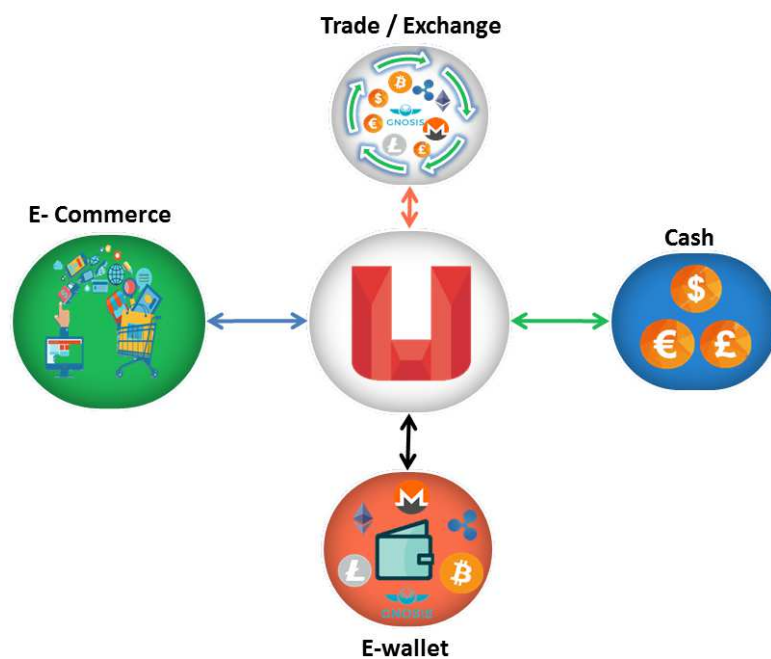 Trade / Exchange
GNOSIS
E- Commerce
Cash
$
€
£
GNOSIS
E-wallet